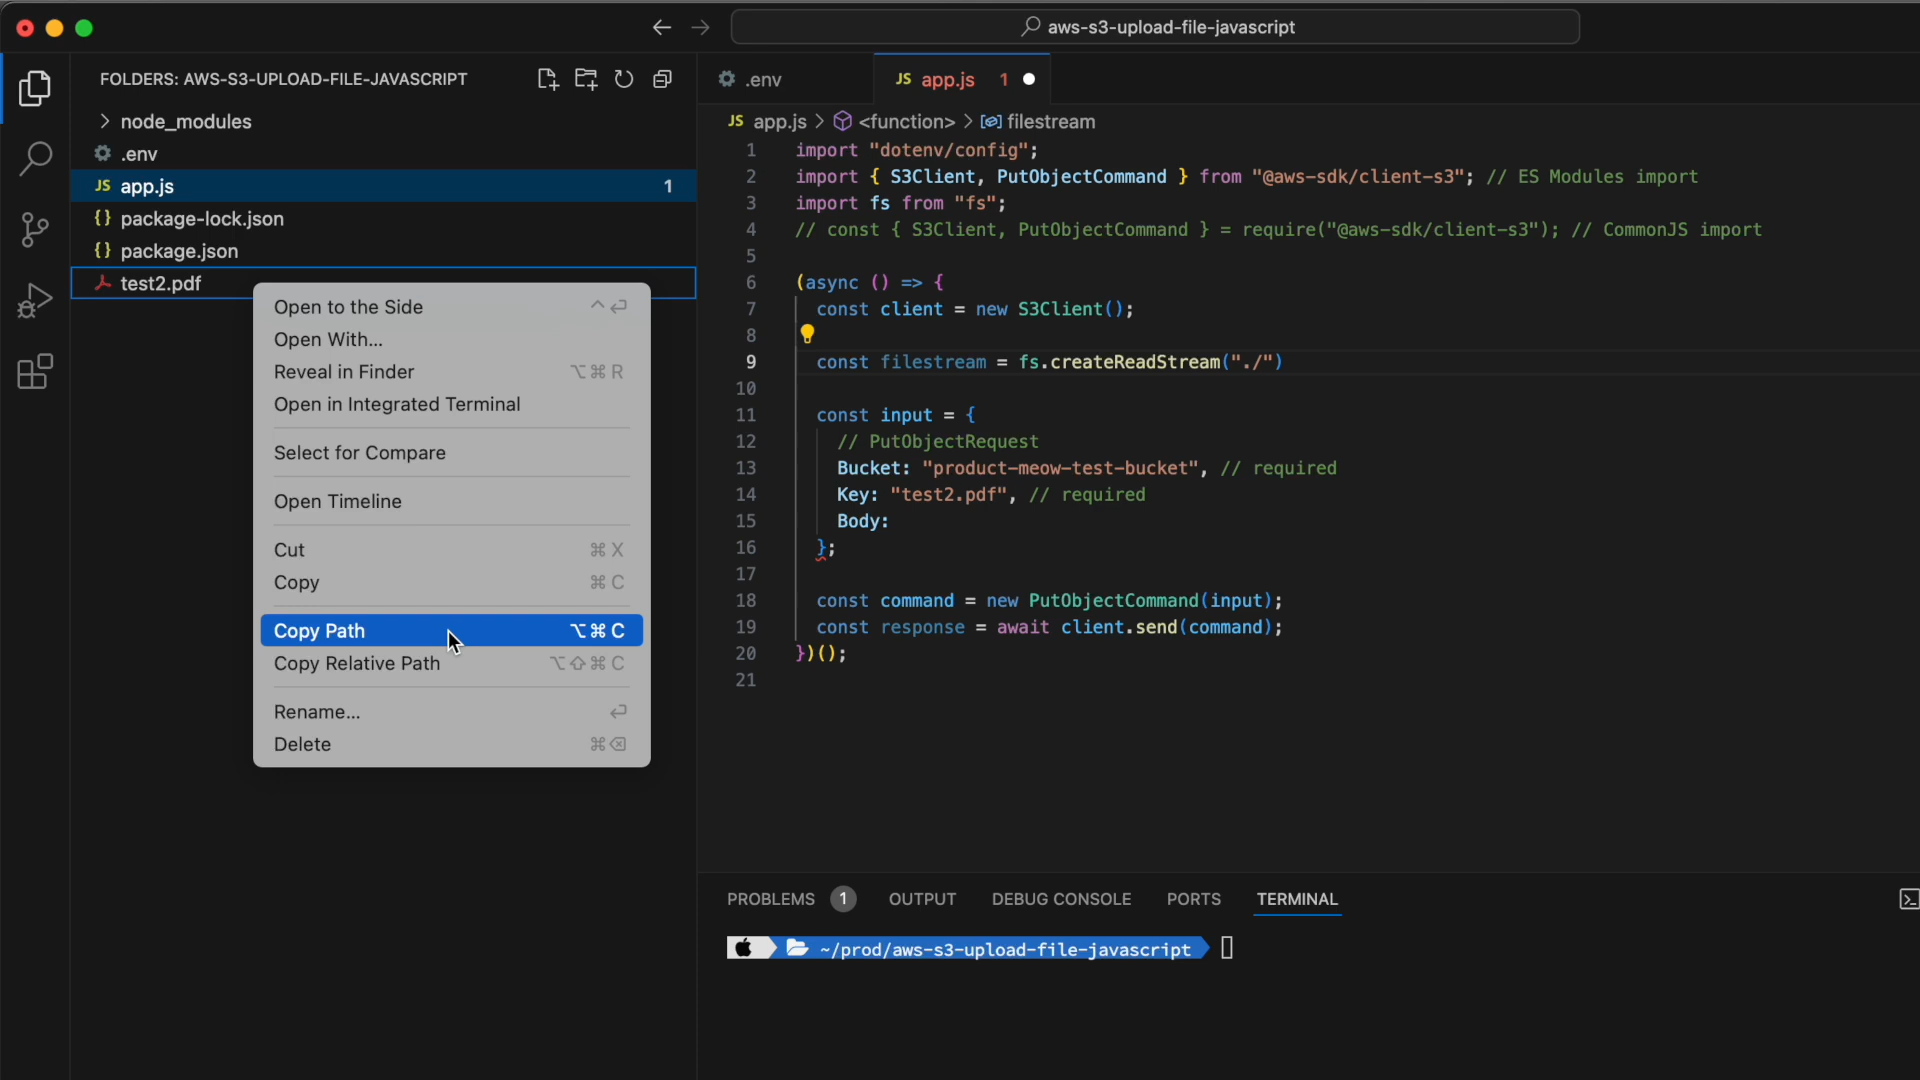 aws-s3-upload-file-javascript
FOLDERS: AWS-S3-UPLOAD-FILE-JAVASCRIPT
node_modules
.env
JS app.js 1
{} package-lock.json
{} package.json
test2.pdf
Open to the Side ^ ⏎
Open With...
Reveal in Finder ⌥ ⌘ R
Open in Integrated Terminal
Select for Compare
Open Timeline
Cut ⌘ X
Copy ⌘ C
Copy Path ⌥ ⌘ C
Copy Relative Path ⌥ ⇧ ⌘ C
Rename... ⏎
Delete ⌘ ⌫
.env
JS app.js 1
JS app.js > <function> > filestream
1 import "dotenv/config";
2 import { S3Client, PutObjectCommand } from "@aws-sdk/client-s3"; // ES Modules import
3 import fs from "fs";
4 // const { S3Client, PutObjectCommand } = require("@aws-sdk/client-s3"); // CommonJS import
5
6 (async () => {
7 const client = new S3Client();
8
9 const filestream = fs.createReadStream("./")
10
11 const input = {
12 // PutObjectRequest
13 Bucket: "product-meow-test-bucket", // required
14 Key: "test2.pdf", // required
15 Body:
16 };
17
18 const command = new PutObjectCommand(input);
19 const response = await client.send(command);
20 })();
21
PROBLEMS 1 OUTPUT DEBUG CONSOLE PORTS TERMINAL
~/prod/aws-s3-upload-file-javascript